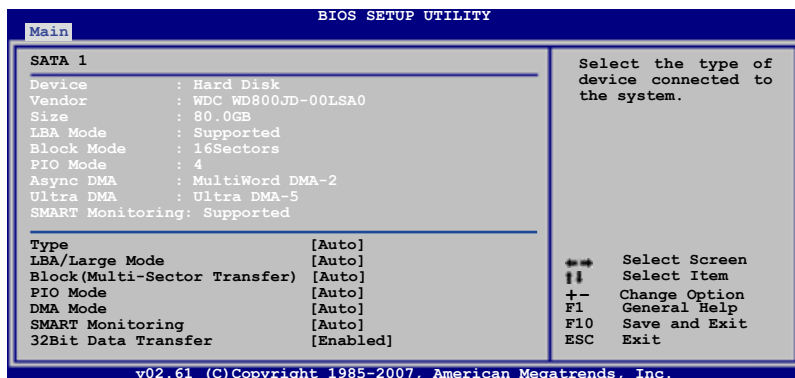 BIOS SETUP UTILITY
Main
SATA 1
Device : Hard Disk
Vendor : WDC WD800JD-00LSA0
Size : 80.0GB
LBA Mode : Supported
Block Mode : 16Sectors
PIO Mode : 4
Async DMA : MultiWord DMA-2
Ultra DMA : Ultra DMA-5
SMART Monitoring: Supported
Type [Auto]
LBA/Large Mode [Auto]
Block(Multi-Sector Transfer) [Auto]
PIO Mode [Auto]
DMA Mode [Auto]
SMART Monitoring [Auto]
32Bit Data Transfer [Enabled]
Select the type of
device connected to
the system.
←→ Select Screen
↑↓ Select Item
+- Change Option
F1 General Help
F10 Save and Exit
ESC Exit
v02.61 (C)Copyright 1985-2007, American Megatrends, Inc.